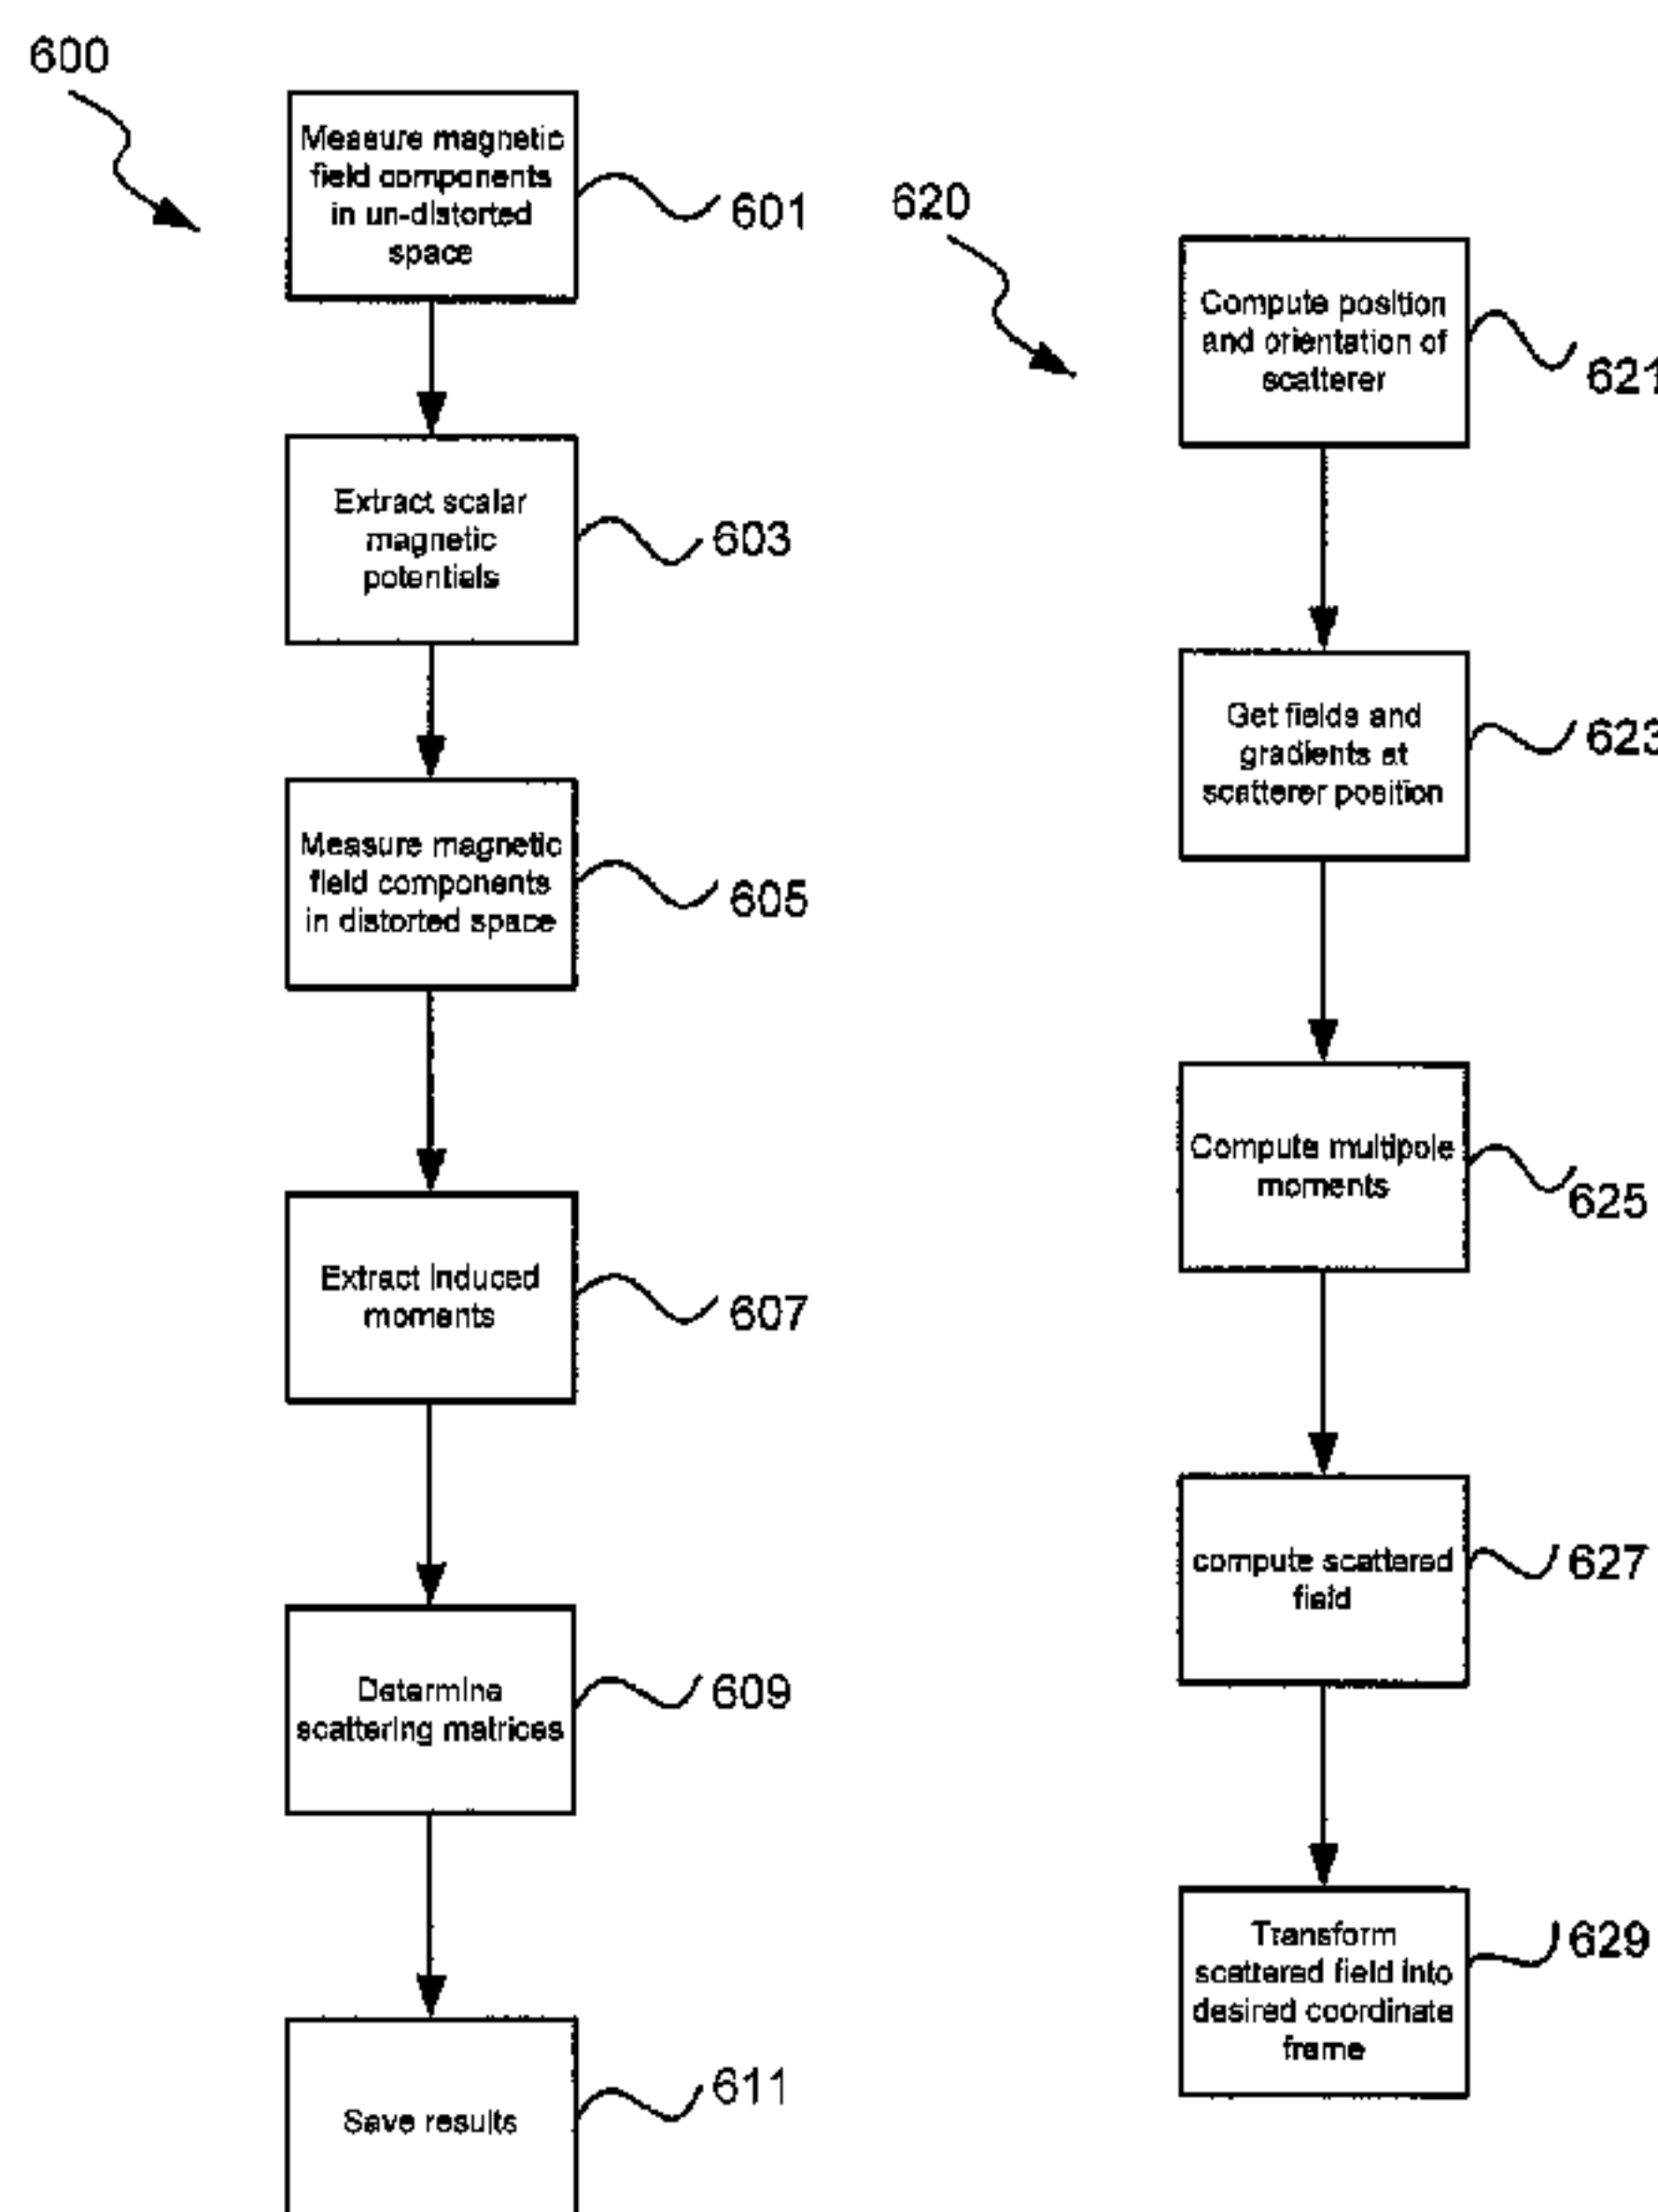 600
Measure magnetic
field components
in un-distorted
space
601
Extract scalar
magnetic
potentials
603
Measure magnetic
field components
in distorted space
605
Extract Induced
moments
607
Determine
scattering matrices
609
Save results
611
620
Compute position
and orientation of
scatterer
621
Get fields and
gradients at
scatterer position
623
Compute multipole
moments
625
compute scattered
field
627
Transform
scattered field into
desired coordinate
frame
629